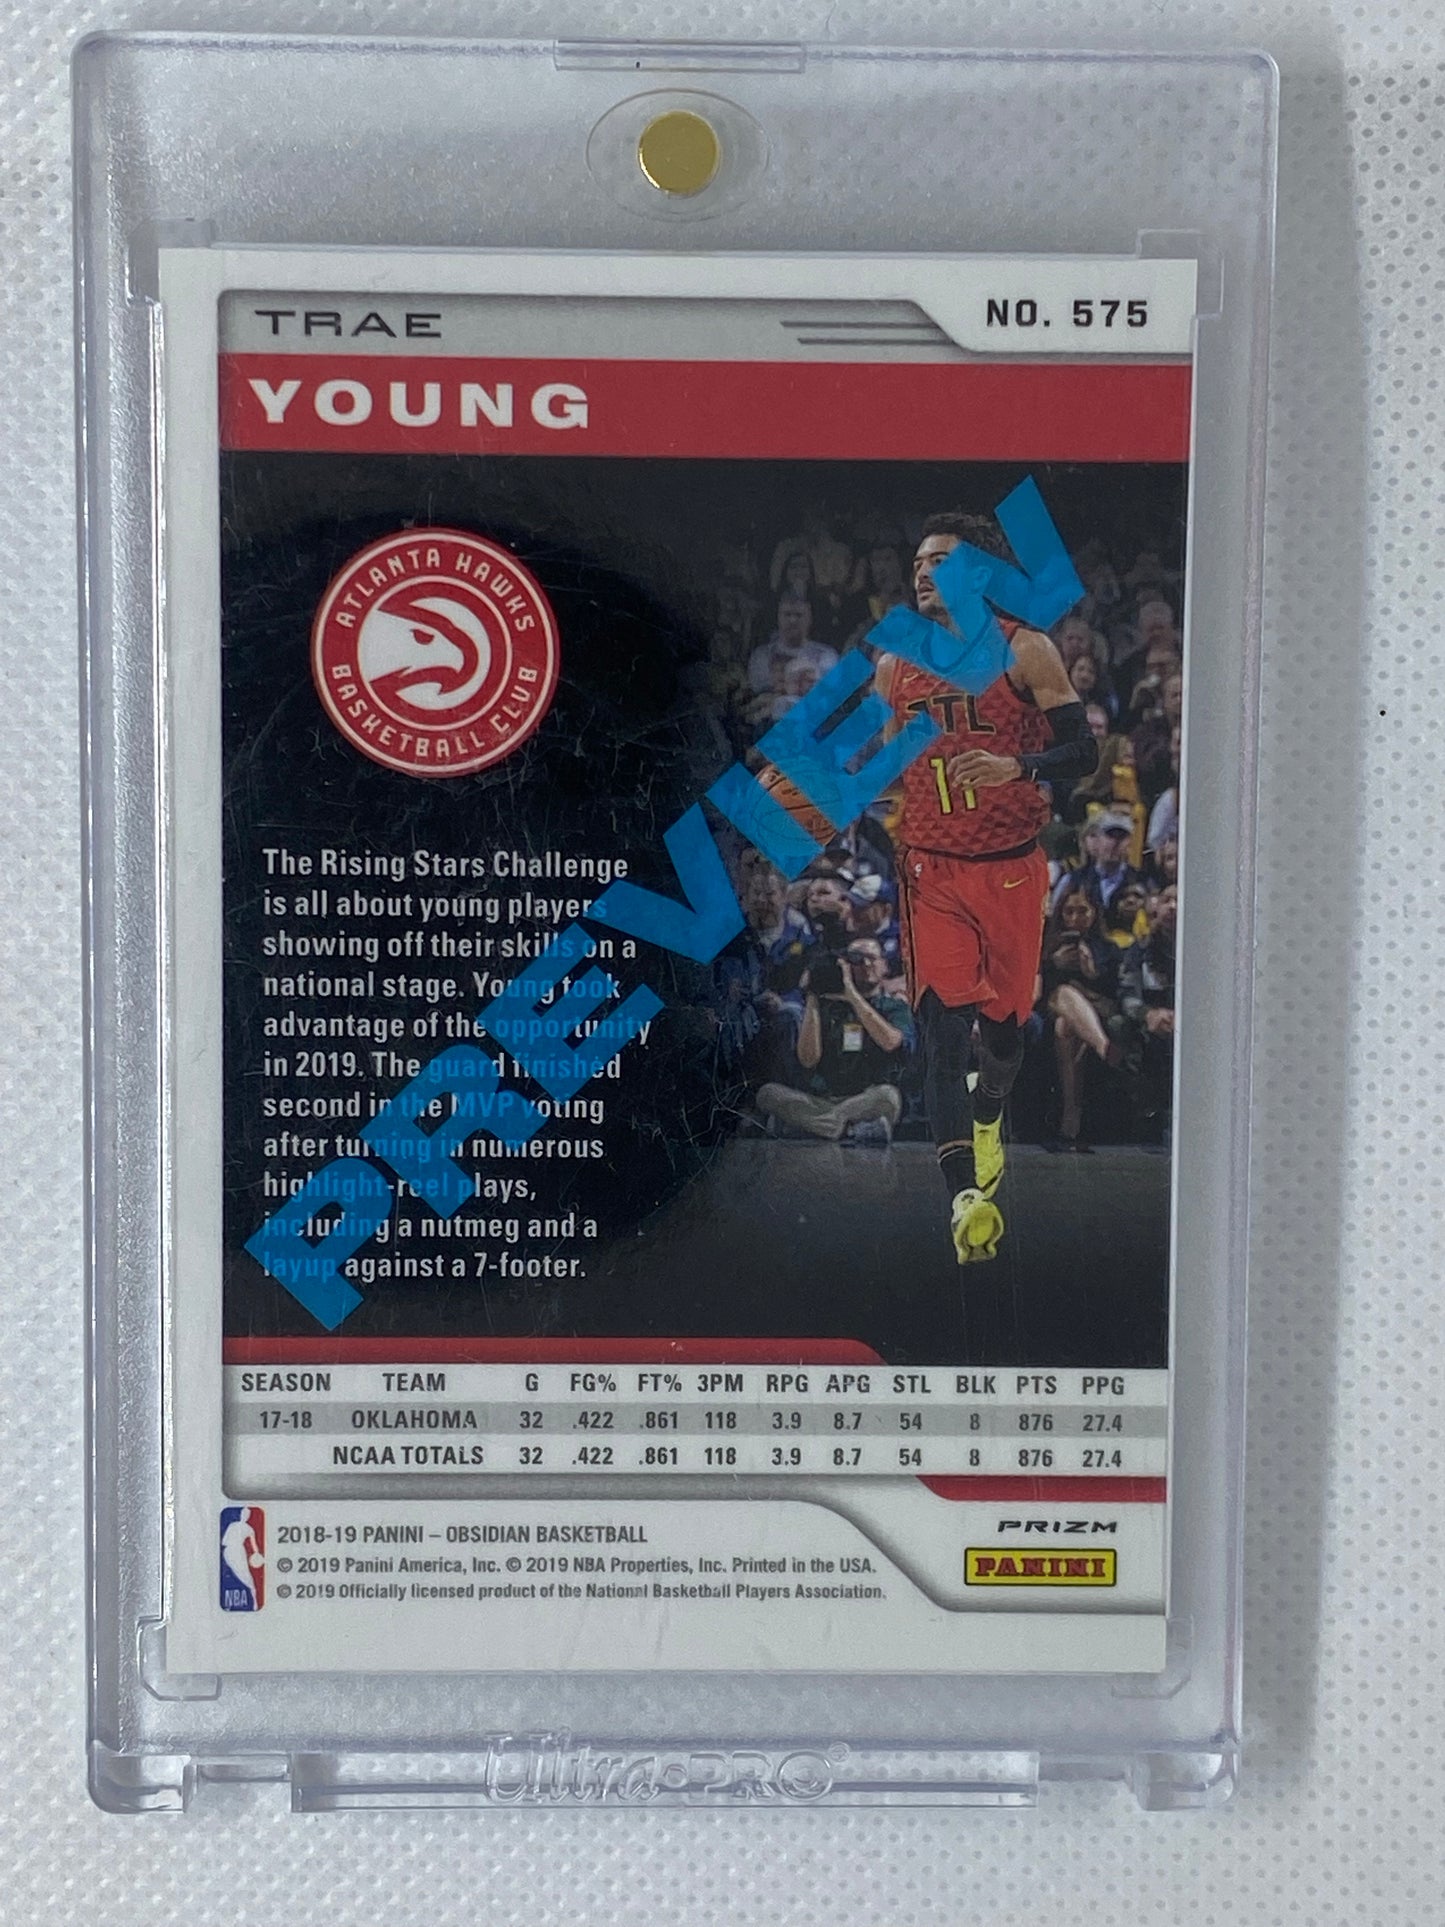 TRAE
NO. 575
YOUNG
ATLANTA HAWKS
BASKETBALL CLUB
ATL
11
PREVIEW
The Rising Stars Challenge
is all about young players
showing off their skills on a
national stage. Young took
advantage of the opportunity
in 2019. The guard finished
second in the MVP voting
after turning in numerous
highlight-reel plays,
including a nutmeg and a
layup against a 7-footer.
SEASON TEAM G FG% FT% 3PM RPG APG STL BLK PTS PPG
17-18 OKLAHOMA 32 .422 .861 118 3.9 8.7 54 8 876 27.4
NCAA TOTALS 32 .422 .861 118 3.9 8.7 54 8 876 27.4
NBA
2018-19 PANINI – OBSIDIAN BASKETBALL
© 2019 Panini America, Inc. © 2019 NBA Properties, Inc. Printed in the USA.
© 2019 Officially licensed product of the National Basketball Players Association.
PRIZM
PANINI
Ultra•PRO®